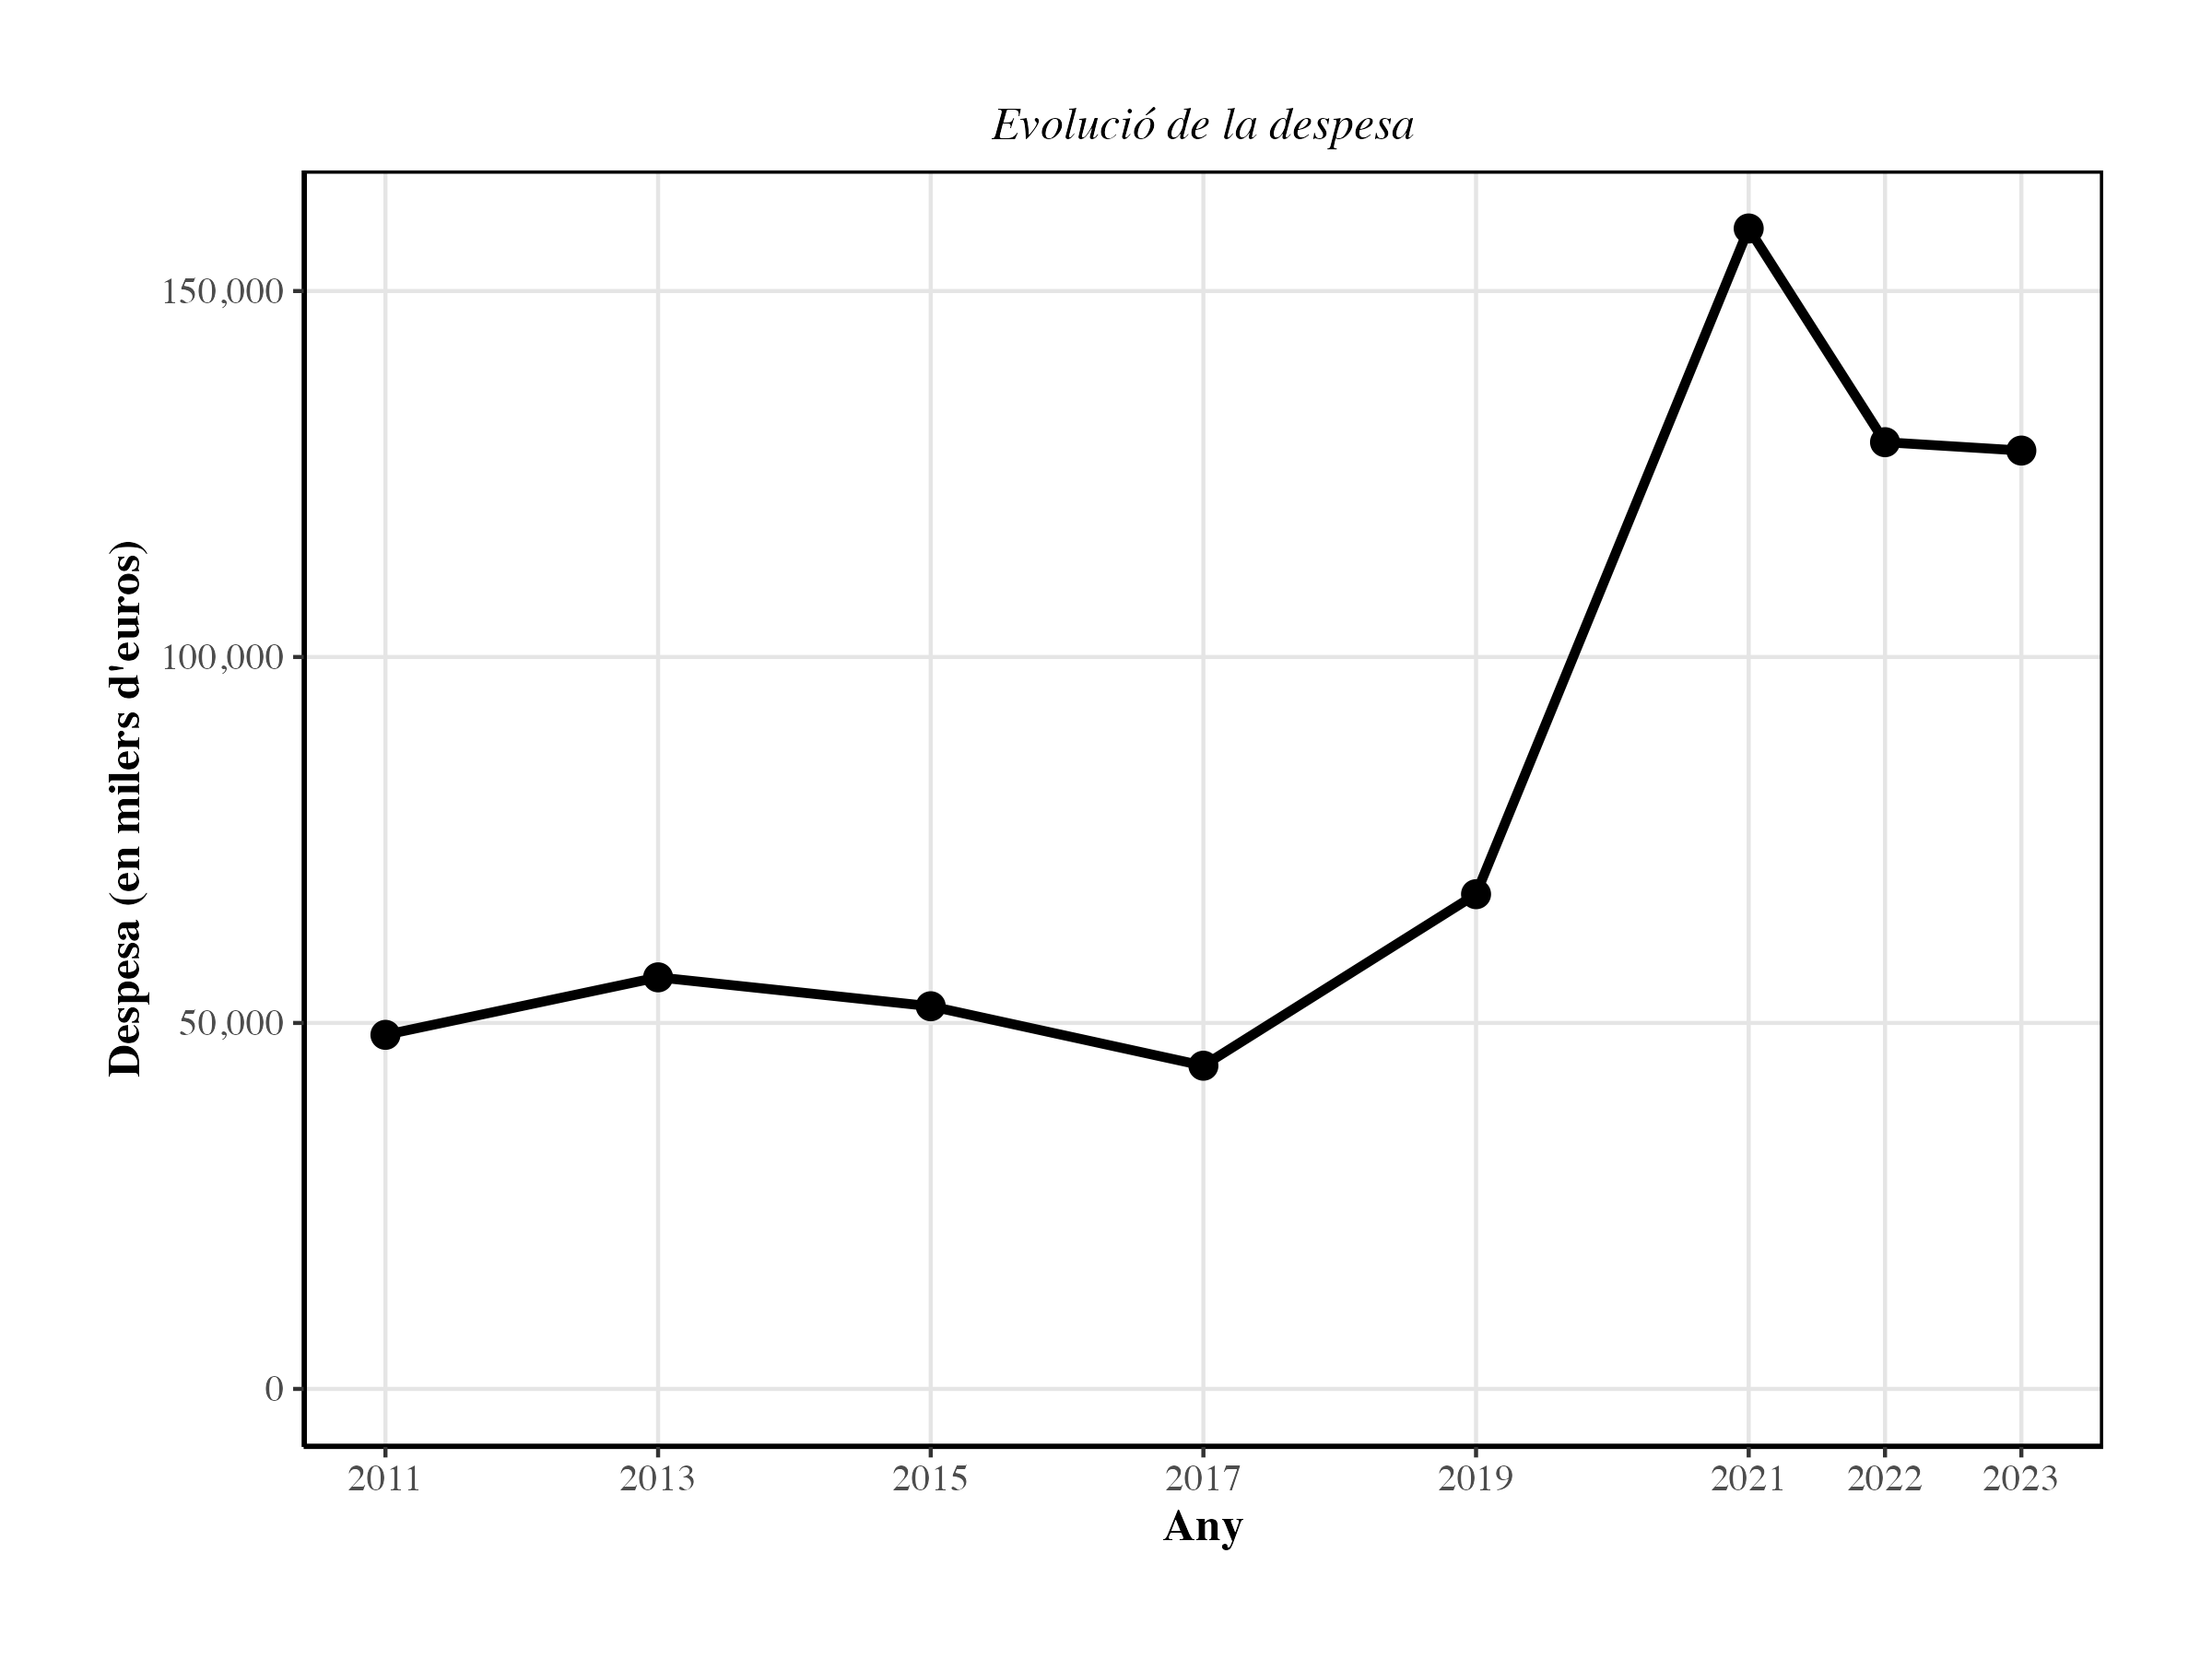 Evolució de la despesa
Despesa (en milers d'euros)
150,000
100,000
50,000
0
2011 2013 2015 2017 2019 2021 2022 2023
Any